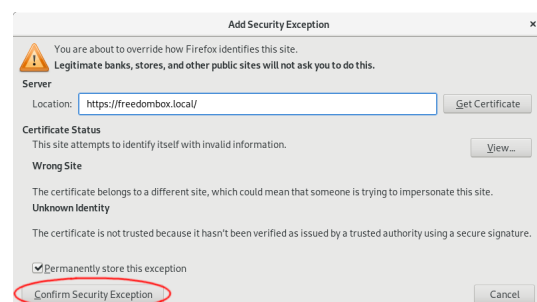 Add Security Exception ×
You are about to override how Firefox identifies this site.
Legitimate banks, stores, and other public sites will not ask you to do this.
Server
Location: https://freedombox.local/ Get Certificate
Certificate Status
This site attempts to identify itself with invalid information.
View...
Wrong Site
The certificate belongs to a different site, which could mean that someone is trying to impersonate this site.
Unknown Identity
The certificate is not trusted because it hasn't been verified as issued by a trusted authority using a secure signature.
Permanently store this exception
Confirm Security Exception Cancel